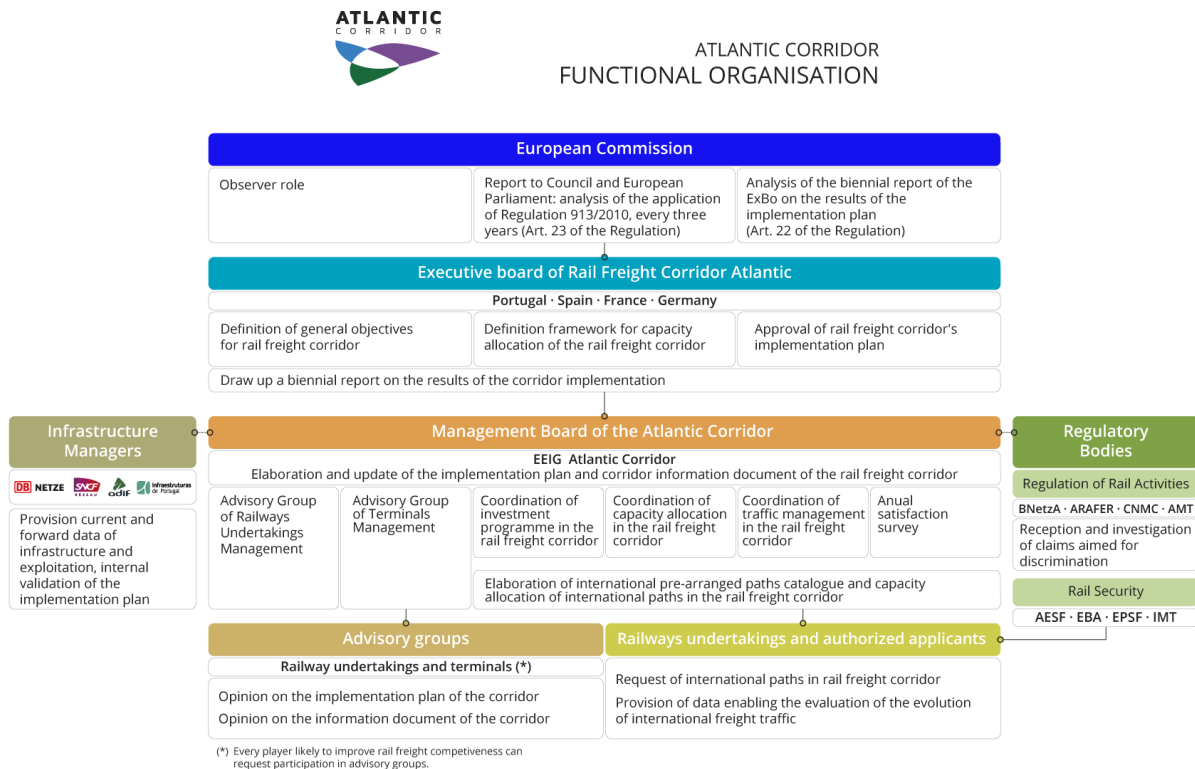 ATLANTIC
CORRIDOR
ATLANTIC CORRIDOR
FUNCTIONAL ORGANISATION
European Commission
Observer role
Report to Council and European
Parliament: analysis of the application
of Regulation 913/2010, every three
years (Art. 23 of the Regulation)
Analysis of the biennial report of the
ExBo on the results of the
implementation plan
(Art. 22 of the Regulation)
Executive board of Rail Freight Corridor Atlantic
Portugal · Spain · France · Germany
Definition of general objectives
for rail freight corridor
Definition framework for capacity
allocation of the rail freight corridor
Approval of rail freight corridor's
implementation plan
Draw up a biennial report on the results of the corridor implementation
Infrastructure
Managers
DB NETZE
SNCF
RÉSEAU
adif
Infraestruturas
de Portugal
Provision current and
forward data of
infrastructure and
exploitation, internal
validation of the
implementation plan
Management Board of the Atlantic Corridor
EEIG Atlantic Corridor
Elaboration and update of the implementation plan and corridor information document of the rail freight corridor
Advisory Group
of Railways
Undertakings
Management
Advisory Group
of Terminals
Management
Coordination of
investment
programme in the
rail freight corridor
Coordination of
capacity allocation
in the rail freight
corridor
Coordination of
traffic management
in the rail freight
corridor
Anual
satisfaction
survey
Elaboration of international pre-arranged paths catalogue and capacity
allocation of international paths in the rail freight corridor
Regulatory
Bodies
Regulation of Rail Activities
BNetzA · ARAFER · CNMC · AMT
Reception and investigation
of claims aimed for
discrimination
Rail Security
AESF · EBA · EPSF · IMT
Advisory groups
Railway undertakings and terminals (*)
Opinion on the implementation plan of the corridor
Opinion on the information document of the corridor
Railways undertakings and authorized applicants
Request of international paths in rail freight corridor
Provision of data enabling the evaluation of the evolution
of international freight traffic
(*) Every player likely to improve rail freight competiveness can
request participation in advisory groups.